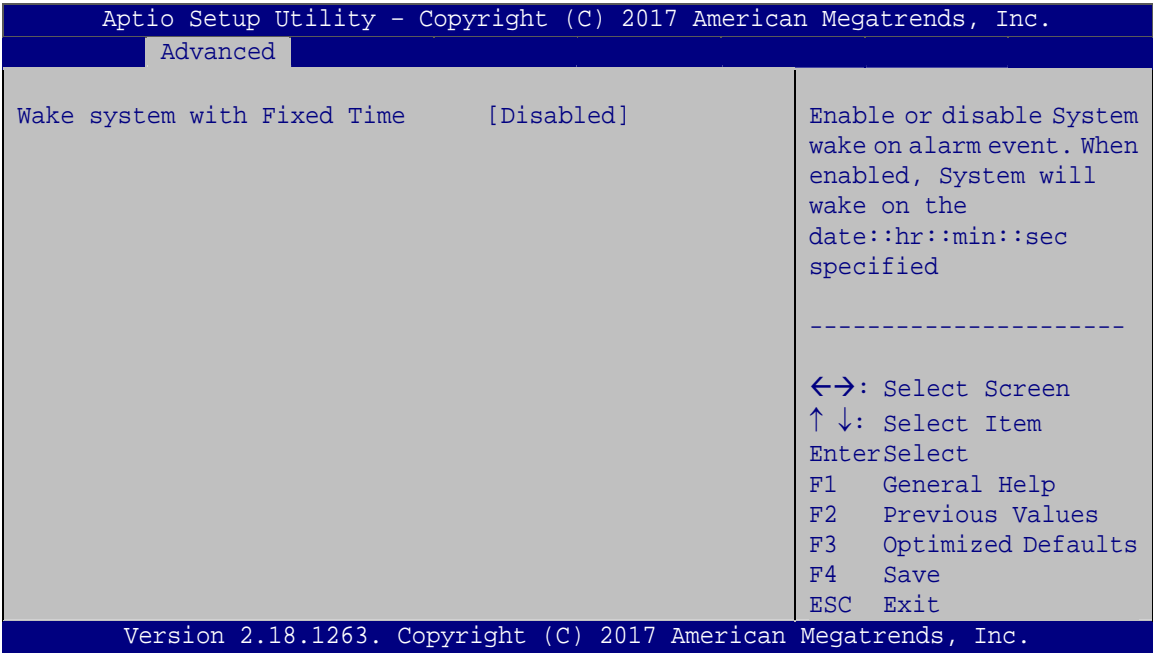 Aptio Setup Utility – Copyright (C) 2017 American Megatrends, Inc.
Advanced
Wake system with Fixed Time [Disabled]
Enable or disable System
wake on alarm event. When
enabled, System will
wake on the
date::hr::min::sec
specified
----------------------
←→: Select Screen
↑ ↓: Select Item
EnterSelect
F1 General Help
F2 Previous Values
F3 Optimized Defaults
F4 Save
ESC Exit
Version 2.18.1263. Copyright (C) 2017 American Megatrends, Inc.